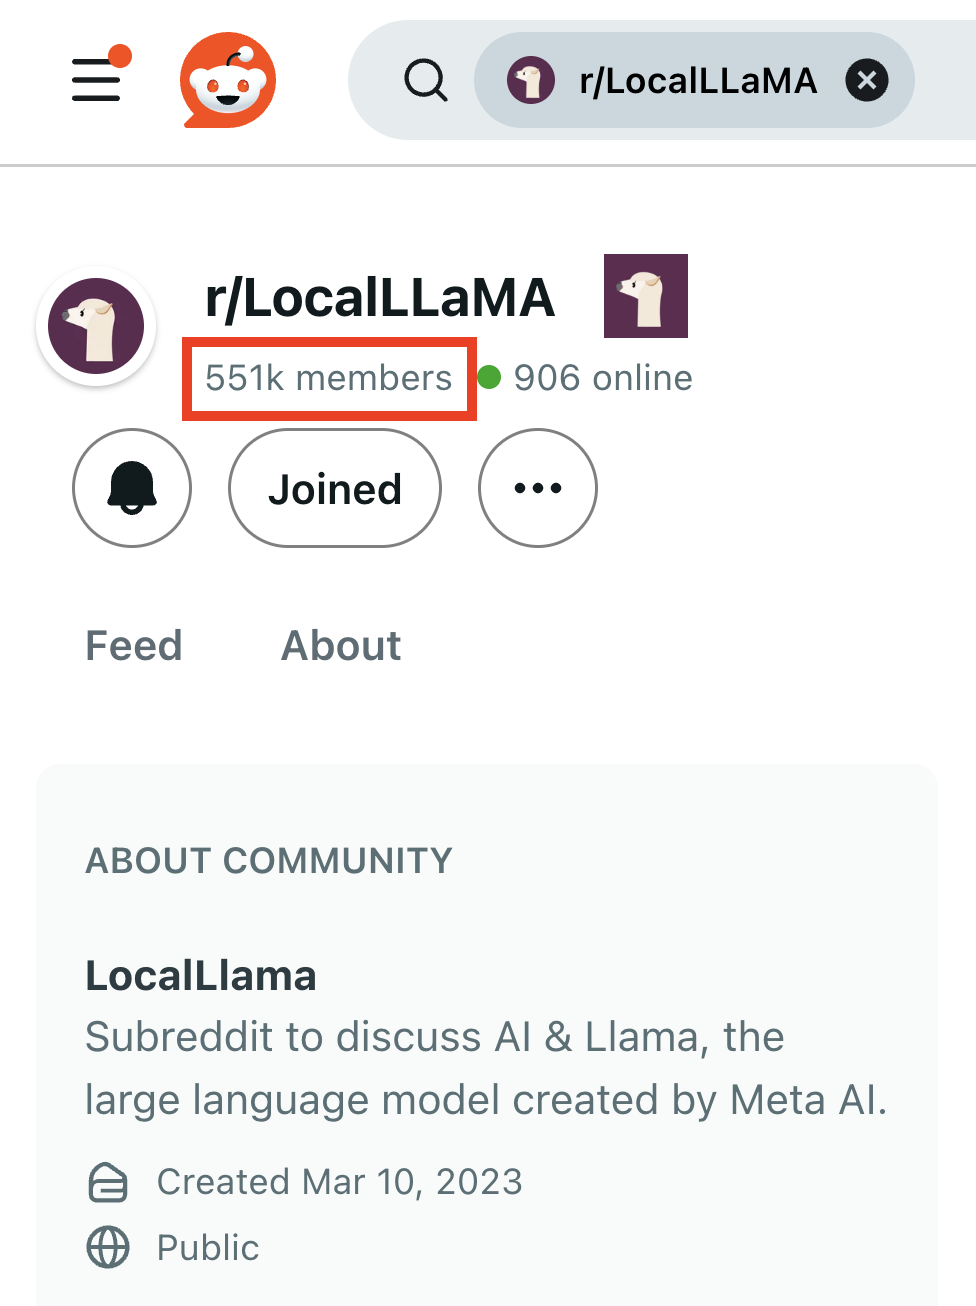 r/LocalLLaMA
r/LocalLLaMA
551k members 906 online
Joined
Feed About
ABOUT COMMUNITY
LocalLlama
Subreddit to discuss AI & Llama, the
large language model created by Meta AI.
Created Mar 10, 2023
Public